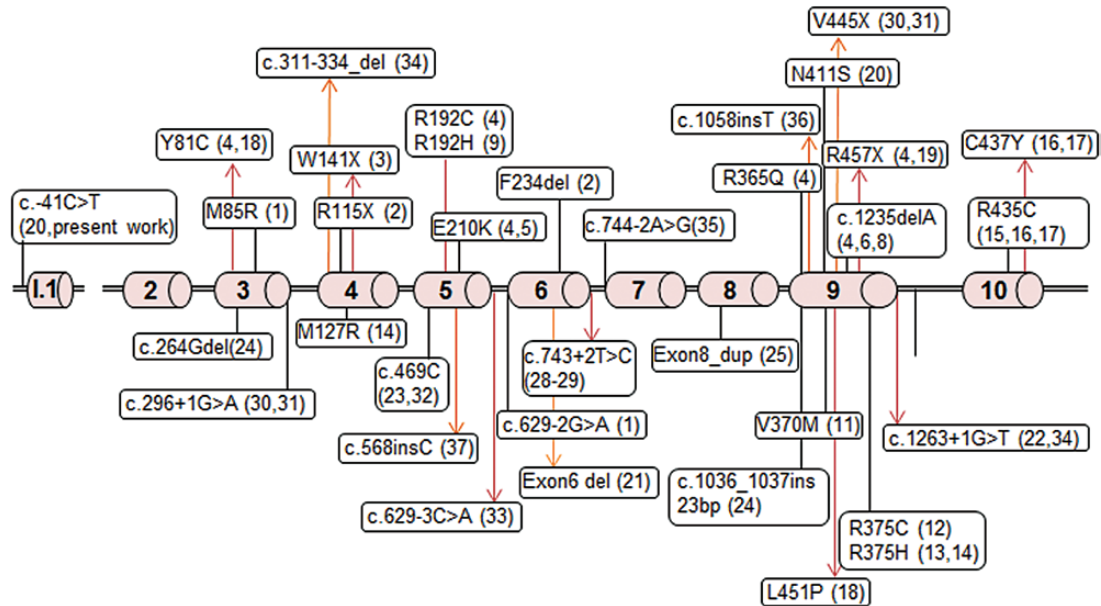 V445X (30,31)
N411S (20)
c.311-334_del (34)
c.1058insT (36)
R192C (4)
R192H (9)
Y81C (4,18)
W141X (3)
R457X (4,19)
C437Y (16,17)
R365Q (4)
F234del (2)
c.-41C>T
(20,present work)
M85R (1)
R115X (2)
E210K (4,5)
c.744-2A>G(35)
c.1235delA
(4,6,8)
R435C
(15,16,17)
I.1
2
3
4
5
6
7
8
9
10
c.264Gdel(24)
M127R (14)
c.743+2T>C
(28-29)
Exon8_dup (25)
c.469C
(23,32)
c.296+1G>A (30,31)
c.629-2G>A (1)
V370M (11)
c.1263+1G>T (22,34)
c.568insC (37)
Exon6 del (21)
c.1036_1037ins
23bp (24)
c.629-3C>A (33)
R375C (12)
R375H (13,14)
L451P (18)